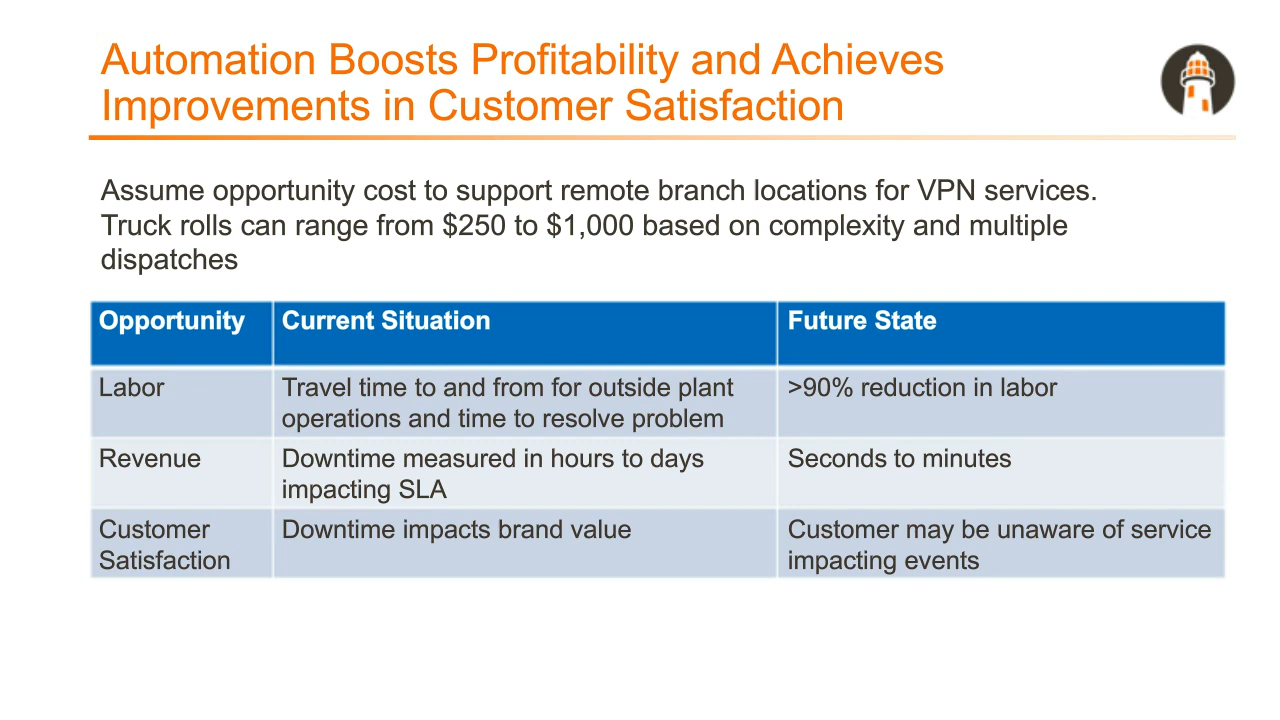 Automation Boosts Profitability and Achieves
Improvements in Customer Satisfaction
Assume opportunity cost to support remote branch locations for VPN services.
Truck rolls can range from $250 to $1,000 based on complexity and multiple
dispatches
Opportunity
Current Situation
Future State
Labor
Travel time to and from for outside plant
operations and time to resolve problem
>90% reduction in labor
Revenue
Downtime measured in hours to days
impacting SLA
Seconds to minutes
Customer
Satisfaction
Downtime impacts brand value
Customer may be unaware of service
impacting events